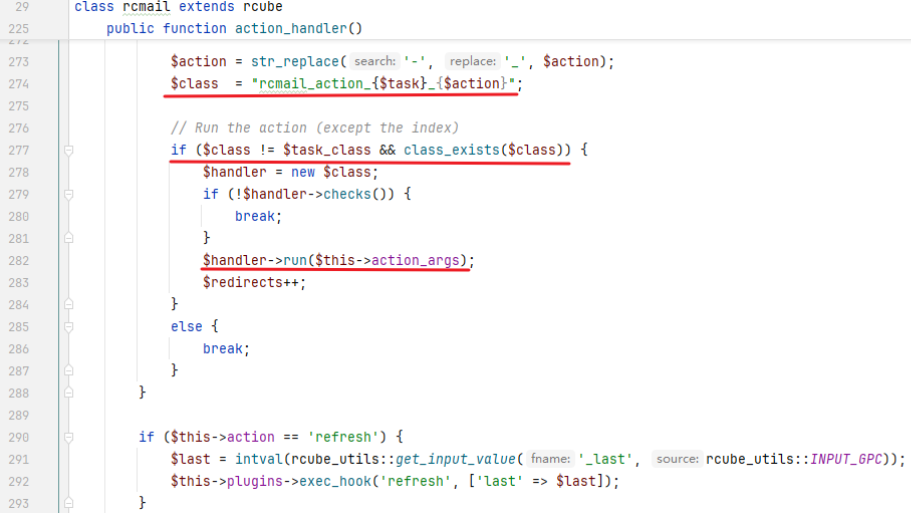 29 class rcmail extends rcube
225 public function action_handler()
272
273 $action = str_replace( search: '-', replace: '_', $action);
274 $class  = "rcmail_action_{$task}_{$action}";
275
276 // Run the action (except the index)
277 if ($class != $task_class && class_exists($class)) {
278 $handler = new $class;
279 if (!$handler->checks()) {
280 break;
281 }
282 $handler->run($this->action_args);
283 $redirects++;
284 }
285 else {
286 break;
287 }
288 }
289
290 if ($this->action == 'refresh') {
291 $last = intval(rcube_utils::get_input_value( fname: '_last', source: rcube_utils::INPUT_GPC));
292 $this->plugins->exec_hook('refresh', ['last' => $last]);
293 }